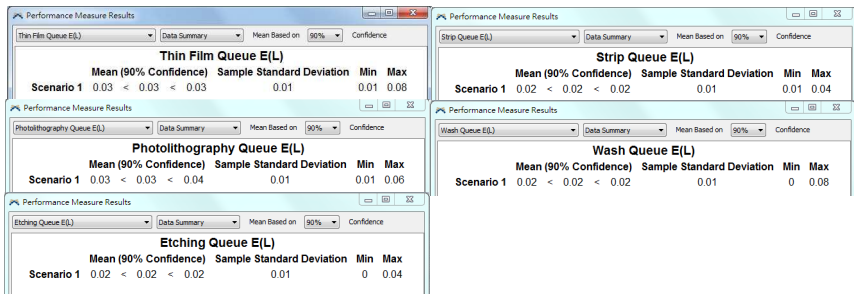 Performance Measure Results
Thin Film Queue E(L) Data Summary Mean Based on 90% Confidence
Thin Film Queue E(L)
Mean (90% Confidence) Sample Standard Deviation Min Max
Scenario 1 0.03 < 0.03 < 0.03 0.01 0.01 0.08
Performance Measure Results
Photolithography Queue E(L) Data Summary Mean Based on 90% Confidence
Photolithography Queue E(L)
Mean (90% Confidence) Sample Standard Deviation Min Max
Scenario 1 0.03 < 0.03 < 0.04 0.01 0.01 0.06
Performance Measure Results
Etching Queue E(L) Data Summary Mean Based on 90% Confidence
Etching Queue E(L)
Mean (90% Confidence) Sample Standard Deviation Min Max
Scenario 1 0.02 < 0.02 < 0.02 0.01 0 0.04
Performance Measure Results
Strip Queue E(L) Data Summary Mean Based on 90% Confidence
Strip Queue E(L)
Mean (90% Confidence) Sample Standard Deviation Min Max
Scenario 1 0.02 < 0.02 < 0.02 0.01 0.01 0.04
Performance Measure Results
Wash Queue E(L) Data Summary Mean Based on 90% Confidence
Wash Queue E(L)
Mean (90% Confidence) Sample Standard Deviation Min Max
Scenario 1 0.02 < 0.02 < 0.02 0.01 0 0.08